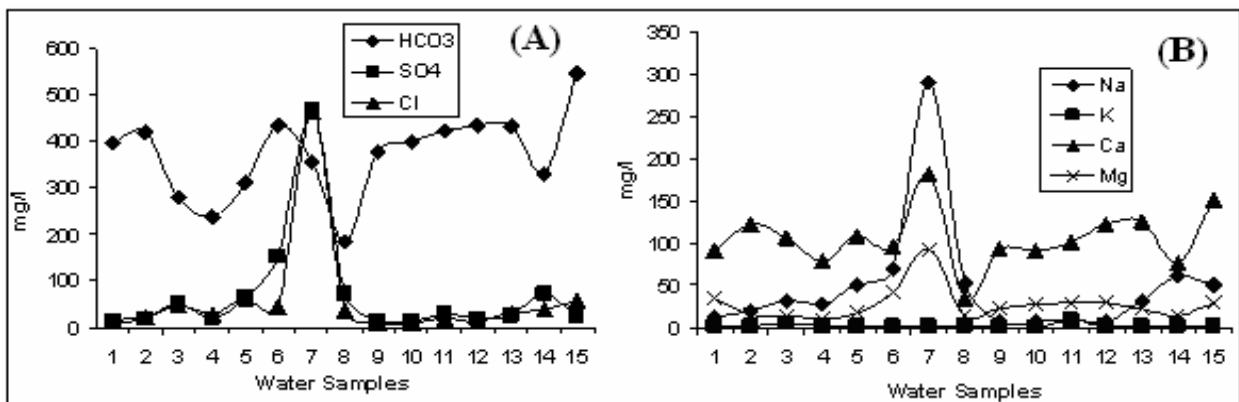 (A)
HCO3
SO4
Cl
600
500
400
300
200
100
0
mg/l
1 2 3 4 5 6 7 8 9 10 11 12 13 14 15
Water Samples
(B)
Na
K
Ca
Mg
350
300
250
200
150
100
50
0
mg/l
1 2 3 4 5 6 7 8 9 10 11 12 13 14 15
Water Samples